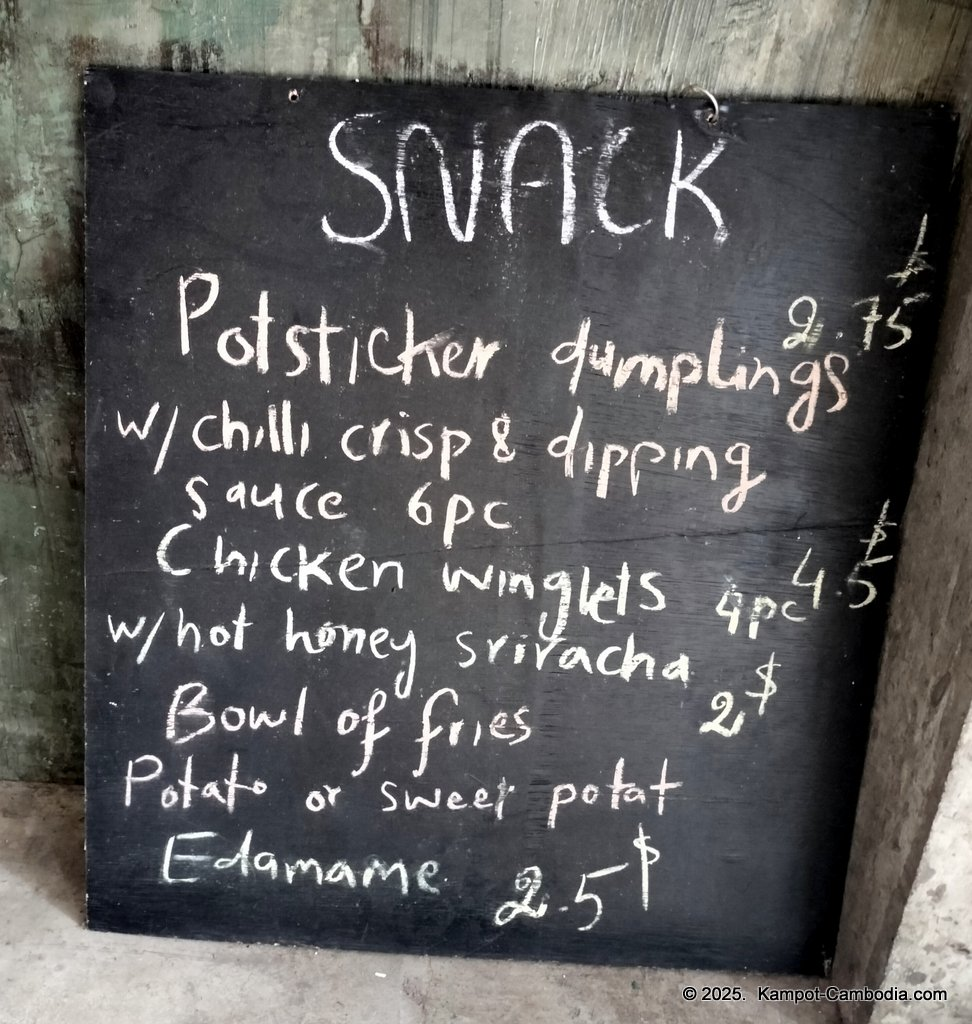 SNACK
Potsticker dumplings 2.75 $
w/ chilli crisp & dipping
sauce 6pc
Chicken winglets 4pc 4.5 $
w/ hot honey sriracha
Bowl of fries 2 $
Potato or sweet potat
Edamame 2.5 $
© 2025. Kampot-Cambodia.com